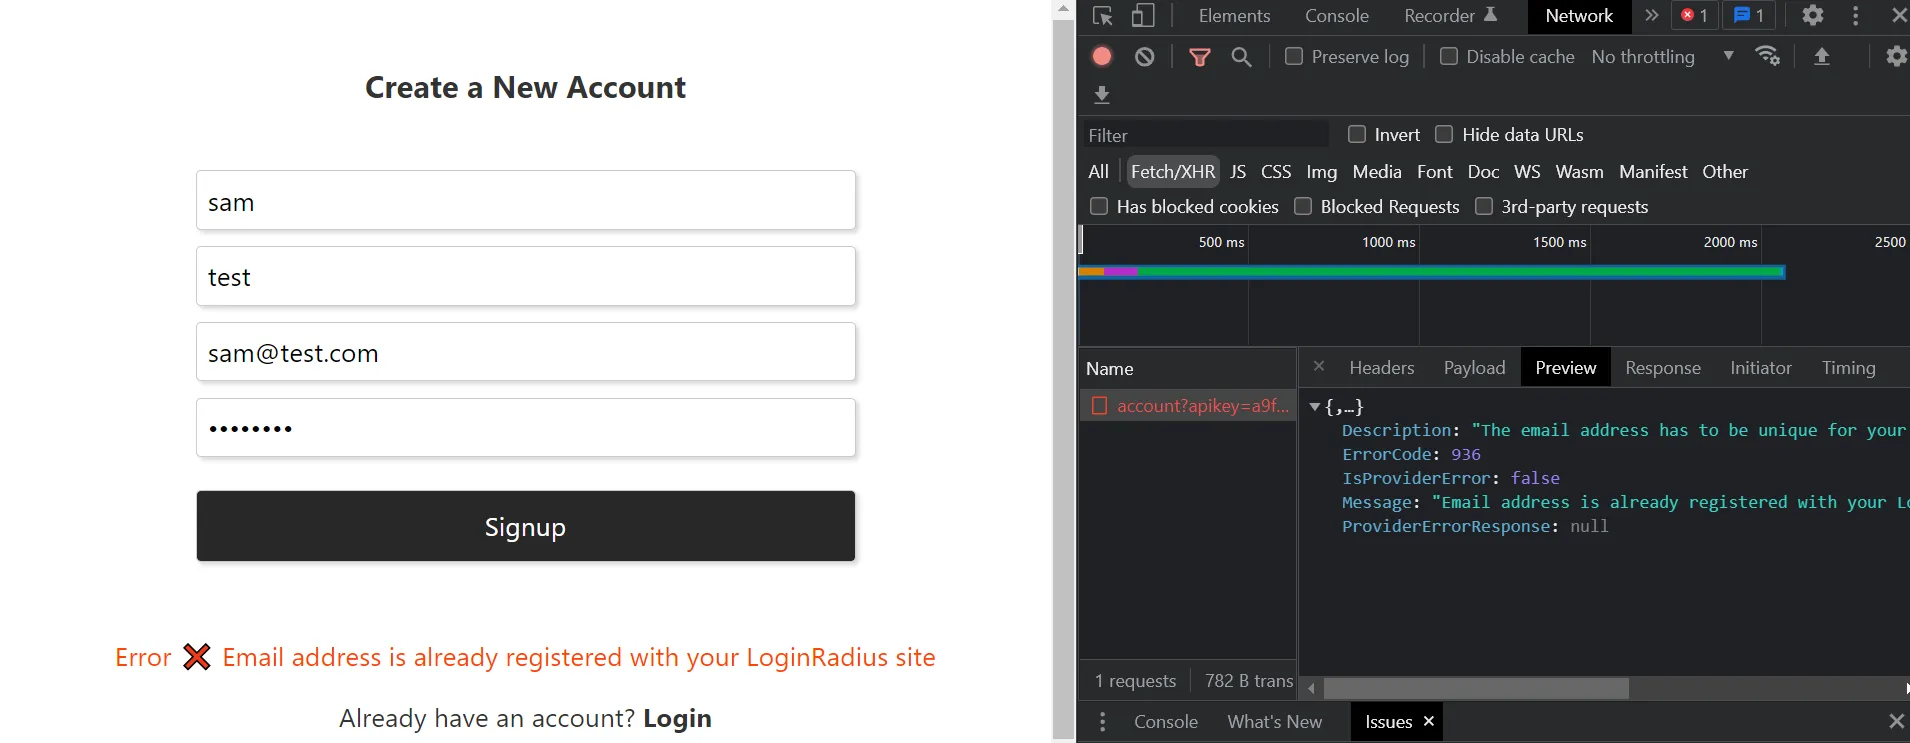 Create a New Account
sam
test
sam@test.com
••••••••
Signup
Error ❌ Email address is already registered with your LoginRadius site
Already have an account? Login
Elements Console Recorder Network 1 1
Preserve log Disable cache No throttling
Filter Invert Hide data URLs
All Fetch/XHR JS CSS Img Media Font Doc WS Wasm Manifest Other
Has blocked cookies Blocked Requests 3rd-party requests
500 ms 1000 ms 1500 ms 2000 ms 2500
Name
account?apikey=a9f...
1 requests 782 B trans
Headers Payload Preview Response Initiator Timing
{,…}
Description: "The email address has to be unique for your
ErrorCode: 936
IsProviderError: false
Message: "Email address is already registered with your Lo
ProviderErrorResponse: null
Console What's New Issues